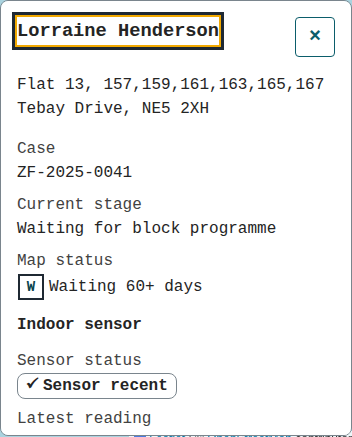 Lorraine Henderson
×
Flat 13, 157,159,161,163,165,167
Tebay Drive, NE5 2XH
Case
ZF-2025-0041
Current stage
Waiting for block programme
Map status
W Waiting 60+ days
Indoor sensor
Sensor status
✓ Sensor recent
Latest reading